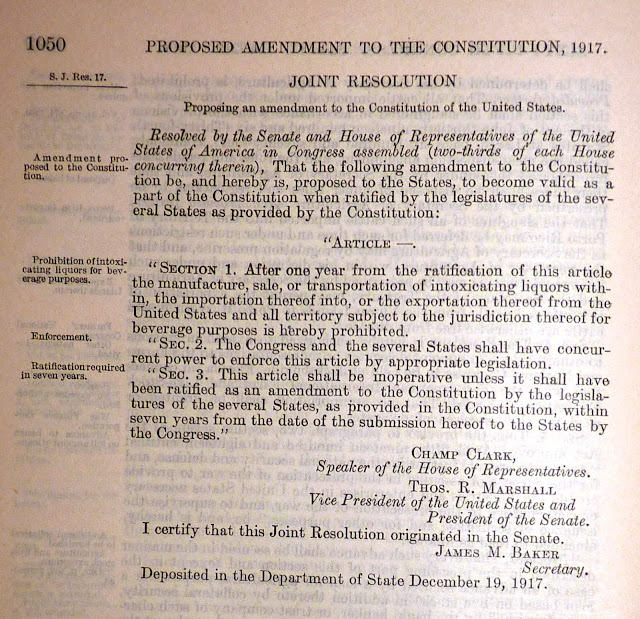 1050 PROPOSED AMENDMENT TO THE CONSTITUTION, 1917.
S. J. Res. 17.
JOINT RESOLUTION
Proposing an amendment to the Constitution of the United States.
Amendment pro-
posed to the Constitu-
tion.
Resolved by the Senate and House of Representatives of the United
States of America in Congress assembled (two-thirds of each House
concurring therein), That the following amendment to the Constitu-
tion be, and hereby is, proposed to the States, to become valid as a
part of the Constitution when ratified by the legislatures of the sev-
eral States as provided by the Constitution:
"ARTICLE —.
Prohibition of intoxi-
cating liquors for bev-
erage purposes.
"SECTION 1. After one year from the ratification of this article
the manufacture, sale, or transportation of intoxicating liquors with-
in, the importation thereof into, or the exportation thereof from the
United States and all territory subject to the jurisdiction thereof for
beverage purposes is hereby prohibited.
Enforcement.
"SEC. 2. The Congress and the several States shall have concur-
rent power to enforce this article by appropriate legislation.
Ratification required
in seven years.
"SEC. 3. This article shall be inoperative unless it shall have
been ratified as an amendment to the Constitution by the legisla-
tures of the several States, as provided in the Constitution, within
seven years from the date of the submission hereof to the States by
the Congress."
CHAMP CLARK,
Speaker of the House of Representatives.
THOS. R. MARSHALL
Vice President of the United States and
President of the Senate.
I certify that this Joint Resolution originated in the Senate.
JAMES M. BAKER
Secretary.
Deposited in the Department of State December 19, 1917.